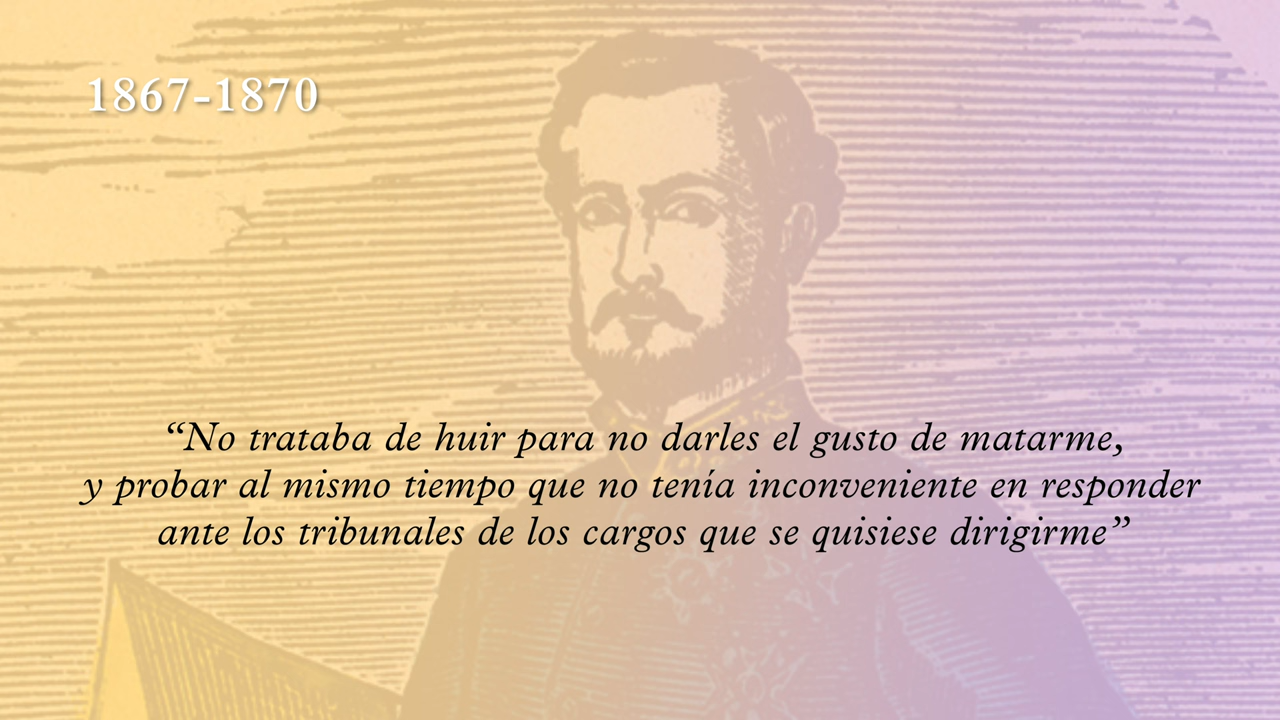 1867-1870
“No trataba de huir para no darles el gusto de matarme,
y probar al mismo tiempo que no tenía inconveniente en responder
ante los tribunales de los cargos que se quisiese dirigirme”